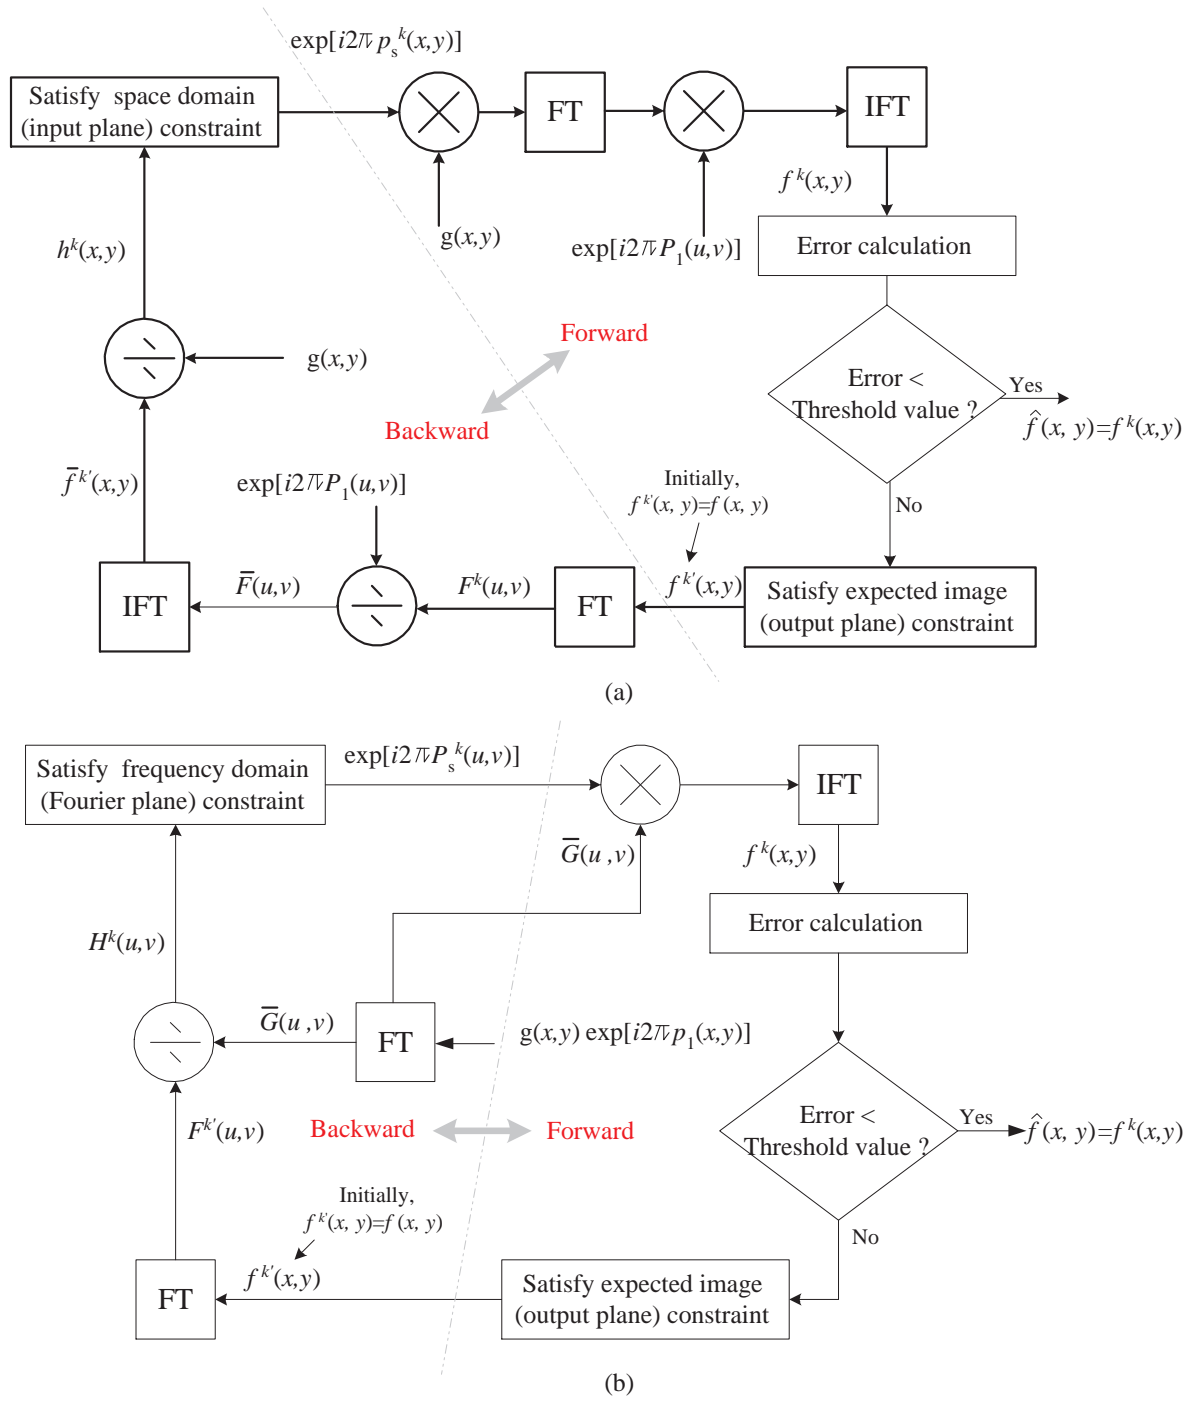 exp[i2πp_s^k(x,y)]
Satisfy space domain
(input plane) constraint
FT
IFT
f^k(x,y)
g(x,y)
exp[i2πP_1(u,v)]
Error calculation
h^k(x,y)
Forward
g(x,y)
Error <
Threshold value ?
Yes
f̂(x, y)=f^k(x,y)
Backward
f̄^k'(x,y)
exp[i2πP_1(u,v)]
Initially,
f^k'(x, y)=f(x, y)
No
IFT
F̄(u,v)
F^k(u,v)
FT
f^k'(x,y)
Satisfy expected image
(output plane) constraint
(a)
Satisfy frequency domain
(Fourier plane) constraint
exp[i2πP_s^k(u,v)]
IFT
Ḡ(u,v)
f^k(x,y)
Error calculation
H^k(u,v)
Ḡ(u,v)
FT
g(x,y) exp[i2πp_1(x,y)]
F^k'(u,v)
Backward
Forward
Error <
Threshold value ?
Yes
f̂(x, y)=f^k(x,y)
Initially,
f^k'(x, y)=f(x, y)
No
FT
f^k'(x,y)
Satisfy expected image
(output plane) constraint
(b)